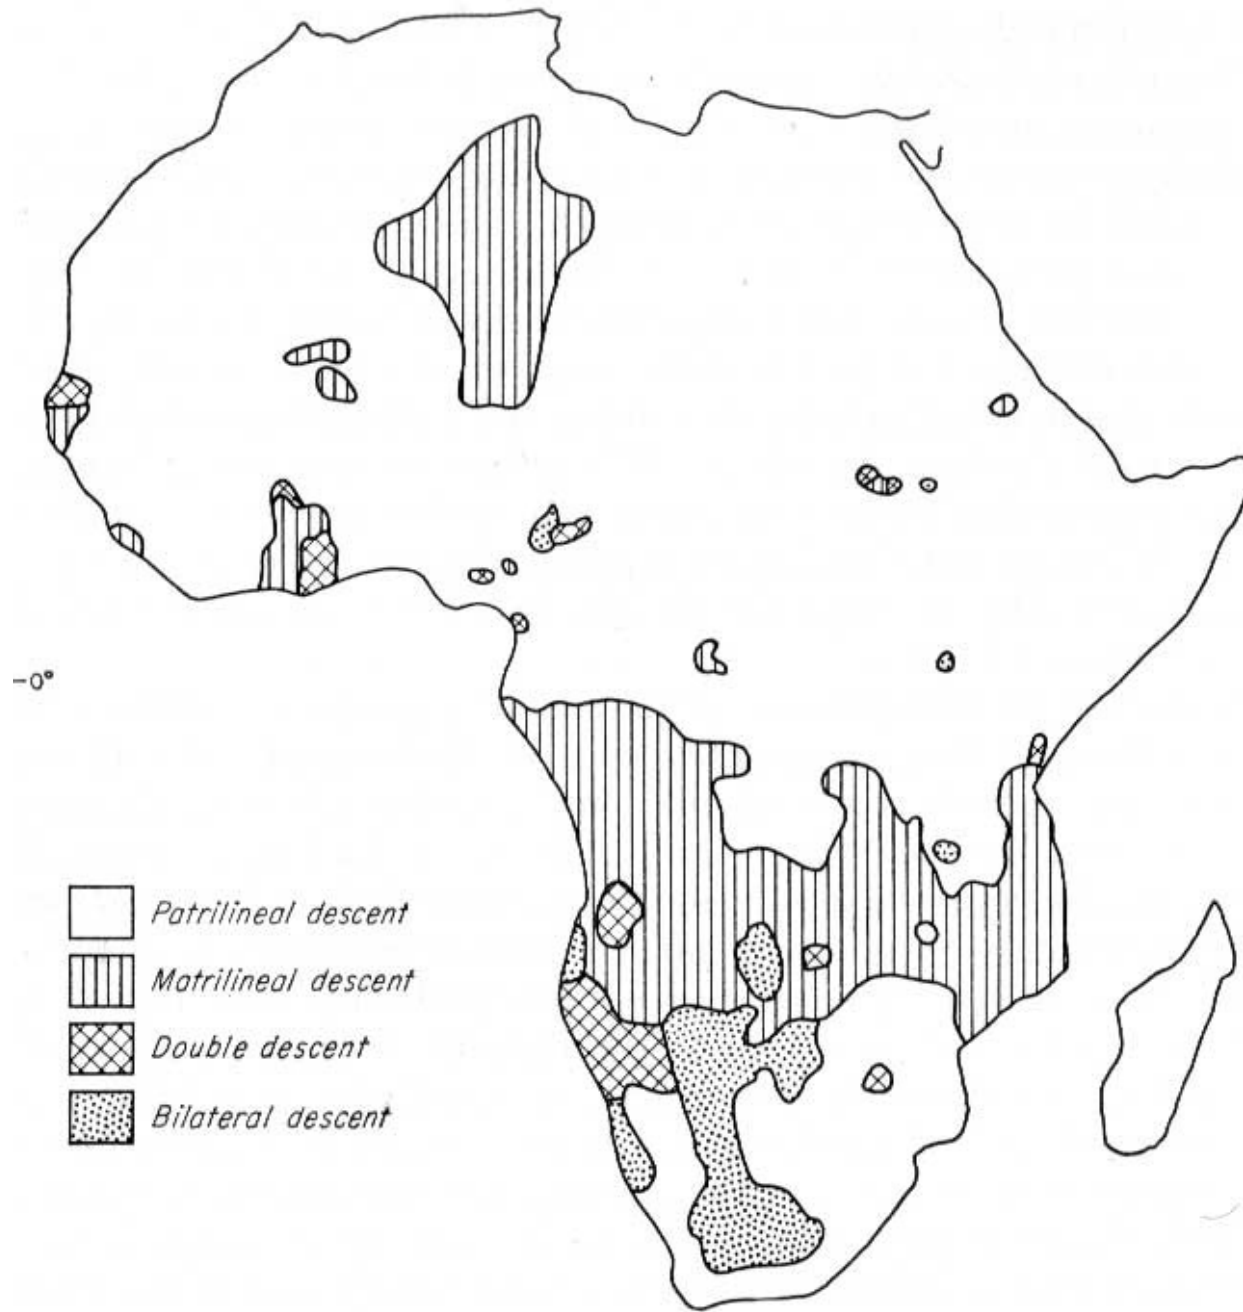 -0°
Patrilineal descent
Matrilineal descent
Double descent
Bilateral descent